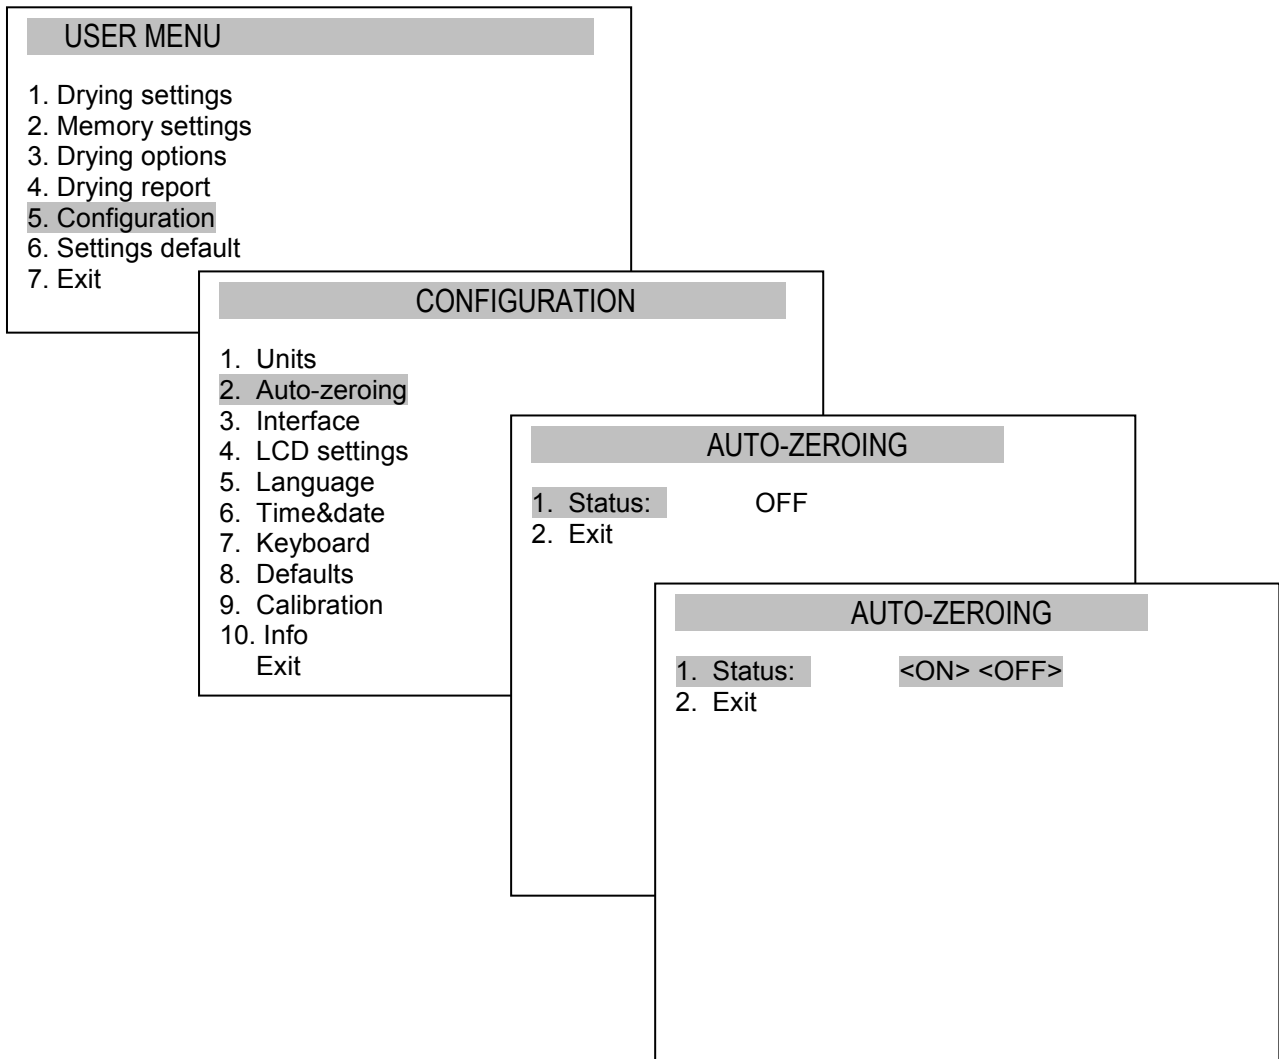 USER MENU
1. Drying settings
2. Memory settings
3. Drying options
4. Drying report
5. Configuration
6. Settings default
7. Exit
CONFIGURATION
1. Units
2. Auto-zeroing
3. Interface
4. LCD settings
5. Language
6. Time&date
7. Keyboard
8. Defaults
9. Calibration
10. Info
Exit
AUTO-ZEROING
1. Status: OFF
2. Exit
AUTO-ZEROING
1. Status: <ON> <OFF>
2. Exit